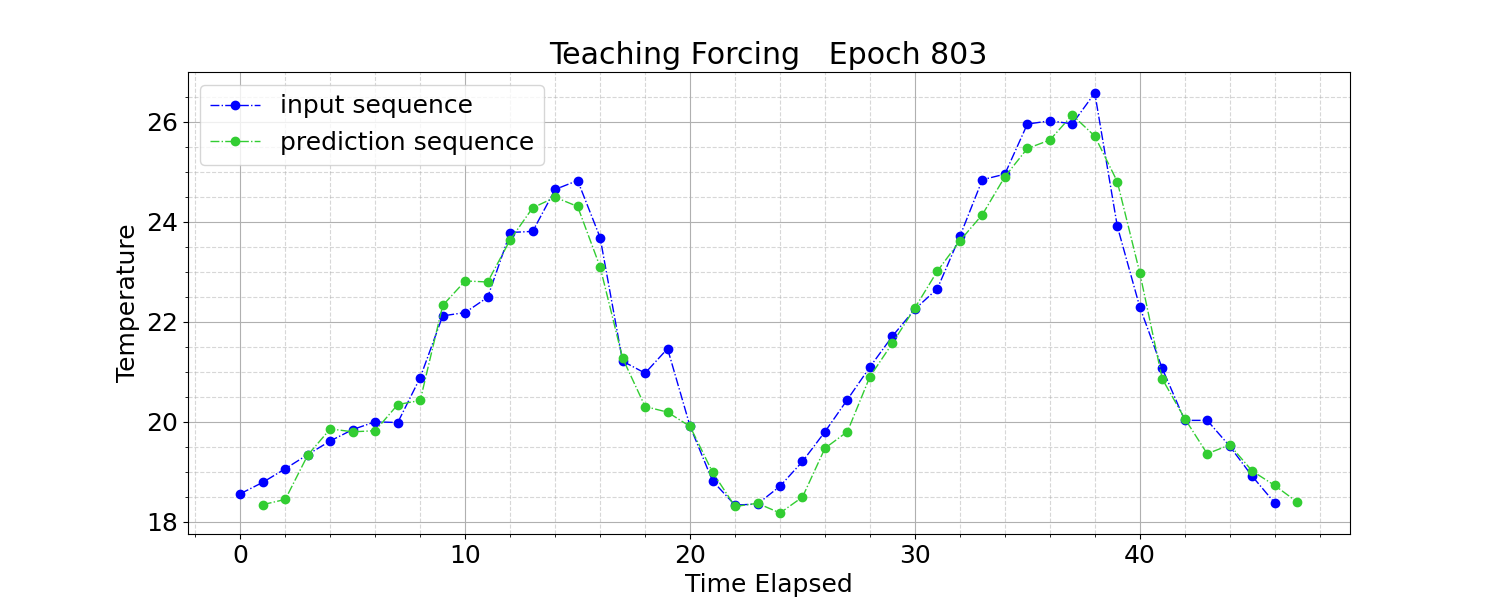 Teaching Forcing   Epoch 803
input sequence
prediction sequence
26
24
22
20
18
Temperature
0
10
20
30
40
Time Elapsed